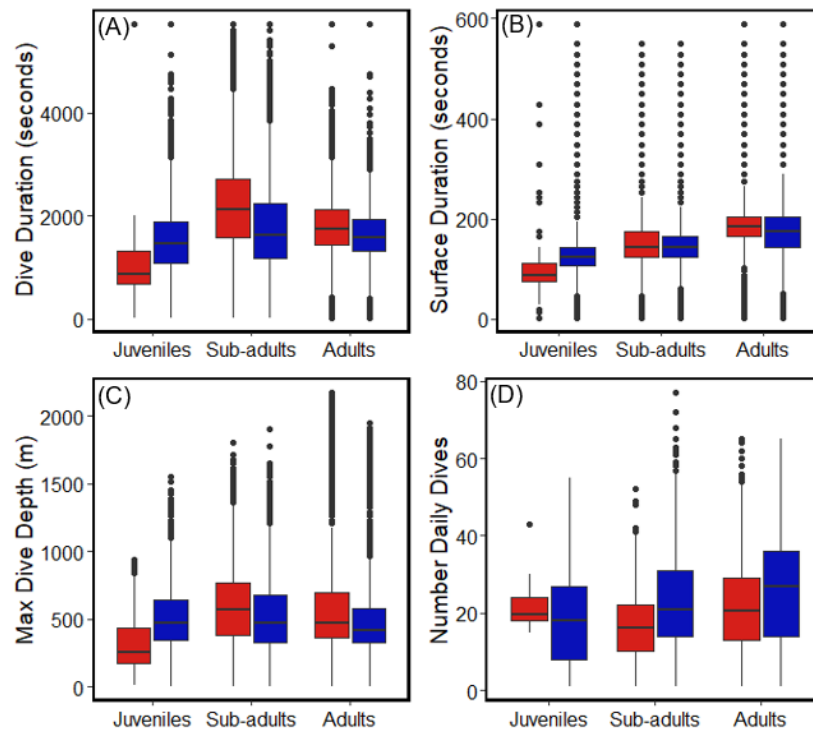 (A)
Dive Duration (seconds)
4000
2000
0
Juveniles Sub-adults Adults
(B)
Surface Duration (seconds)
600
400
200
0
Juveniles Sub-adults Adults
(C)
Max Dive Depth (m)
2000
1500
1000
500
0
Juveniles Sub-adults Adults
(D)
Number Daily Dives
80
60
40
20
0
Juveniles Sub-adults Adults